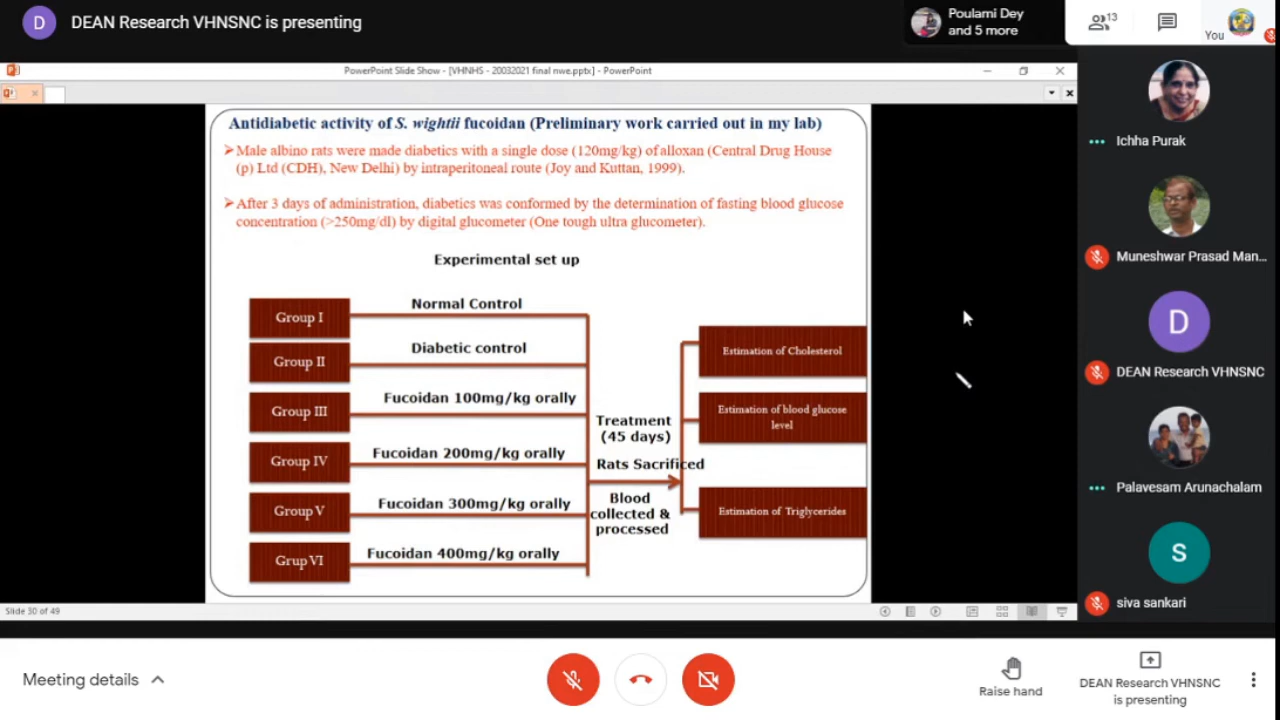 D
DEAN Research VHNSNC is presenting
Poulami Dey
and 5 more
13
You
PowerPoint Slide Show - [VHNHS - 20032021 final nwe.pptx] - PowerPoint
Antidiabetic activity of S. wightii fucoidan (Preliminary work carried out in my lab)
Male albino rats were made diabetics with a single dose (120mg/kg) of alloxan (Central Drug House
(p) Ltd (CDH), New Delhi) by intraperitoneal route (Joy and Kuttan, 1999).
After 3 days of administration, diabetics was conformed by the determination of fasting blood glucose
concentration (>250mg/dl) by digital glucometer (One tough ultra glucometer).
Experimental set up
Group I
Normal Control
Group II
Diabetic control
Group III
Fucoidan 100mg/kg orally
Group IV
Fucoidan 200mg/kg orally
Group V
Fucoidan 300mg/kg orally
Grup VI
Fucoidan 400mg/kg orally
Treatment
(45 days)
Rats Sacrificed
Blood
collected &
processed
Estimation of Cholesterol
Estimation of blood glucose
level
Estimation of Triglycerides
Slide 30 of 49
Ichha Purak
Muneshwar Prasad Man...
D
DEAN Research VHNSNC
Palavesam Arunachalam
S
siva sankari
Meeting details
Raise hand
DEAN Research VHNSNC
is presenting